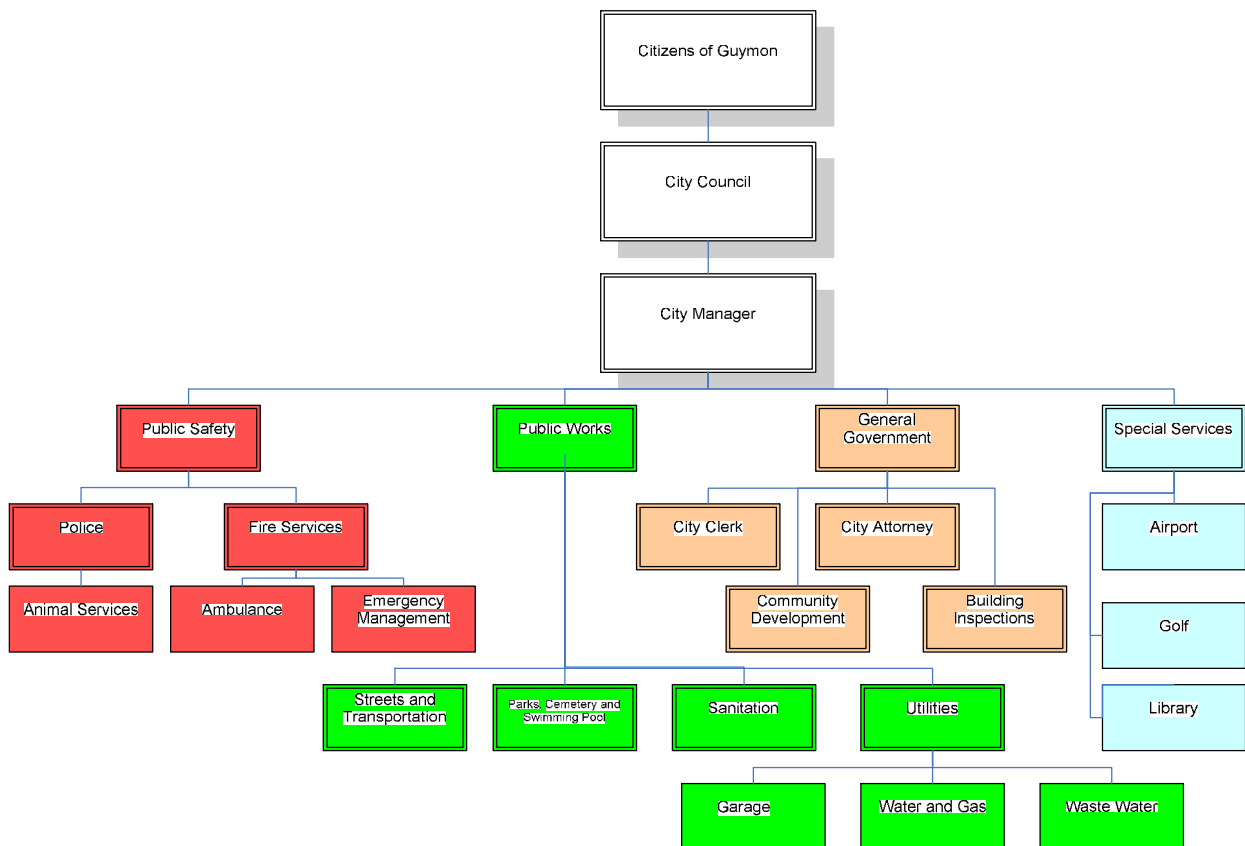 Citizens of Guymon
City Council
City Manager
Public Safety
Public Works
General
Government
Special Services
Police
Fire Services
City Clerk
City Attorney
Airport
Animal Services
Ambulance
Emergency
Management
Community
Development
Building
Inspections
Golf
Streets and
Transportation
Parks, Cemetery and
Swimming Pool
Sanitation
Utilities
Library
Garage
Water and Gas
Waste Water